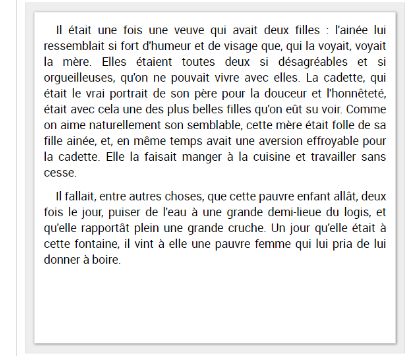 Il était une fois une veuve qui avait deux filles : l'aînée lui
ressemblait si fort d'humeur et de visage que, qui la voyait, voyait
la mère. Elles étaient toutes deux si désagréables et si
orgueilleuses, qu'on ne pouvait vivre avec elles. La cadette, qui
était le vrai portrait de son père pour la douceur et l'honnêteté,
était avec cela une des plus belles filles qu'on eût su voir. Comme
on aime naturellement son semblable, cette mère était folle de sa
fille ainée, et, en même temps avait une aversion effroyable pour
la cadette. Elle la faisait manger à la cuisine et travailler sans
cesse.
Il fallait, entre autres choses, que cette pauvre enfant allât, deux
fois le jour, puiser de l'eau à une grande demi-lieue du logis, et
qu'elle rapportât plein une grande cruche. Un jour qu'elle était à
cette fontaine, il vint à elle une pauvre femme qui lui pria de lui
donner à boire.